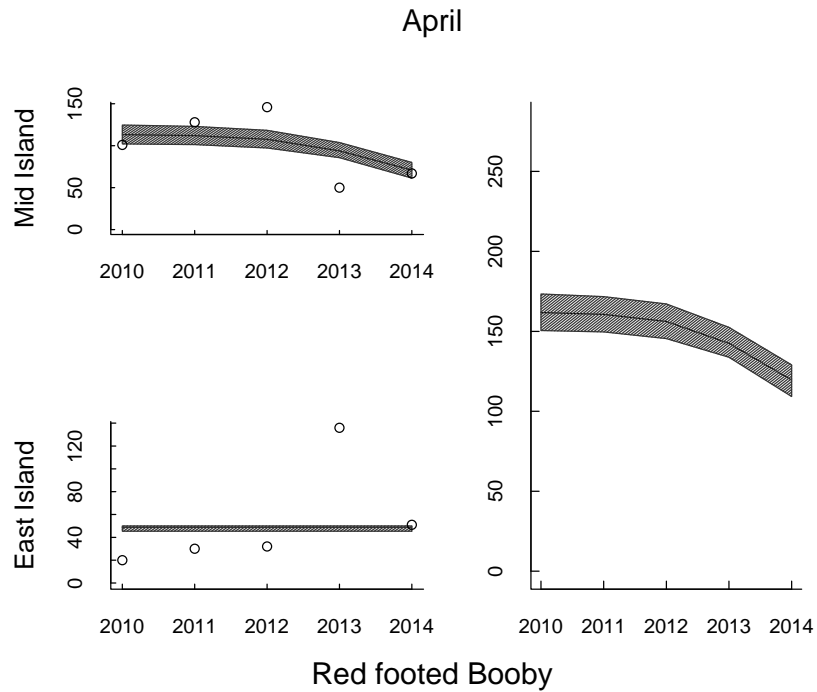 April
Mid Island
0 50 150
2010 2011 2012 2013 2014
East Island
0 40 80 120
2010 2011 2012 2013 2014
0 50 100 150 200 250
2010 2011 2012 2013 2014
Red footed Booby